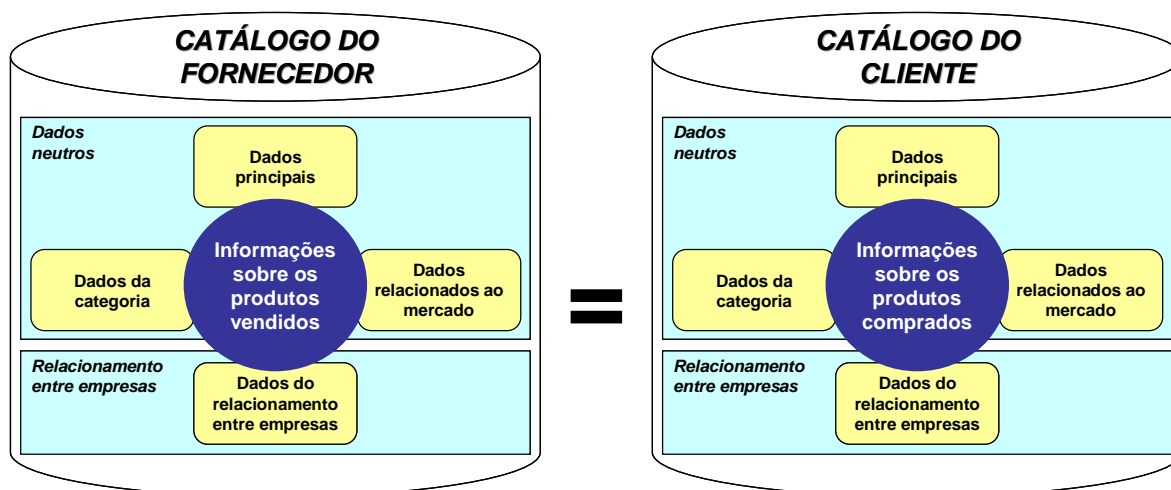 CATÁLOGO DO
FORNECEDOR
Dados
neutros
Dados
principais
Informações
sobre os
produtos
vendidos
Dados da
categoria
Dados
relacionados ao
mercado
Relacionamento
entre empresas
Dados do
relacionamento
entre empresas
=
CATÁLOGO DO
CLIENTE
Dados
neutros
Dados
principais
Informações
sobre os
produtos
comprados
Dados da
categoria
Dados
relacionados ao
mercado
Relacionamento
entre empresas
Dados do
relacionamento
entre empresas